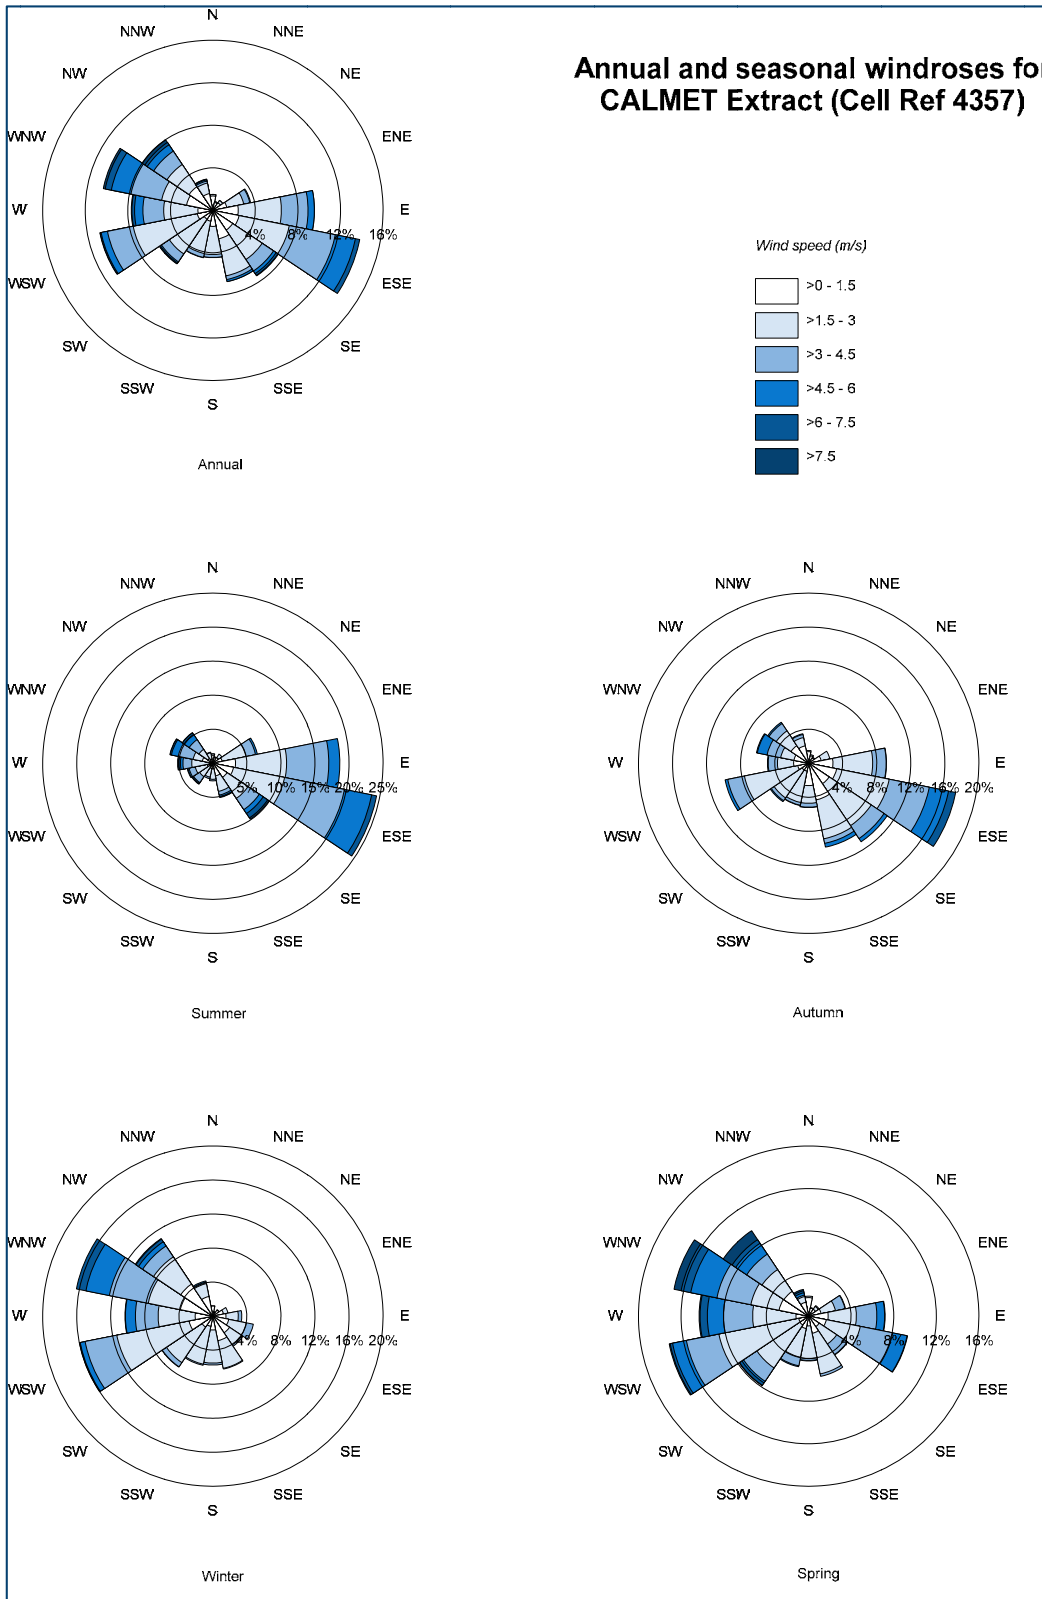 Annual and seasonal windroses for
CALMET Extract (Cell Ref 4357)
N
NNW
NNE
NW
NE
WNW
ENE
W
E
4%
8%
12%
16%
WSW
ESE
SW
SE
SSW
SSE
S
Annual
Wind speed (m/s)
>0 - 1.5
>1.5 - 3
>3 - 4.5
>4.5 - 6
>6 - 7.5
>7.5
N
NNW
NNE
NW
NE
WNW
ENE
W
E
5%
10%
15%
20%
25%
WSW
ESE
SW
SE
SSW
SSE
S
Summer
N
NNW
NNE
NW
NE
WNW
ENE
W
E
4%
8%
12%
16%
20%
WSW
ESE
SW
SE
SSW
SSE
S
Autumn
N
NNW
NNE
NW
NE
WNW
ENE
W
E
4%
8%
12%
16%
20%
WSW
ESE
SW
SE
SSW
SSE
S
Winter
N
NNW
NNE
NW
NE
WNW
ENE
W
E
4%
8%
12%
16%
WSW
ESE
SW
SE
SSW
SSE
S
Spring